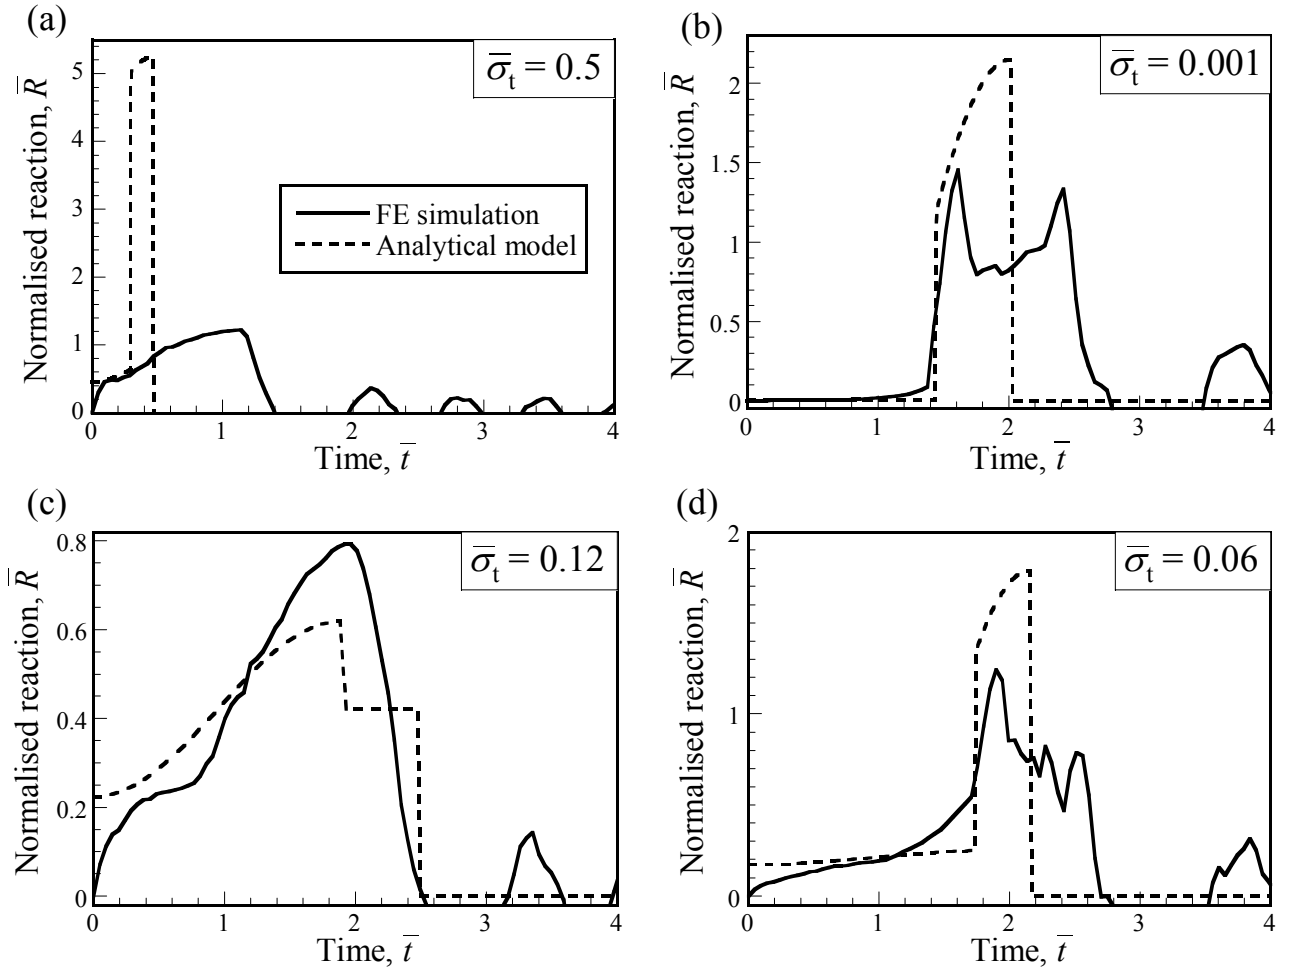 (a)
σ̅t = 0.5
Normalised reaction, R̅
5
4
3
2
1
0
FE simulation
Analytical model
0 1 2 3 4
Time, t̅
(b)
σ̅t = 0.001
Normalised reaction, R̅
2
1.5
1
0.5
0
0 1 2 3 4
Time, t̅
(c)
σ̅t = 0.12
Normalised reaction, R̅
0.8
0.6
0.4
0.2
0
0 1 2 3 4
Time, t̅
(d)
σ̅t = 0.06
Normalised reaction, R̅
2
1
0
0 1 2 3 4
Time, t̅